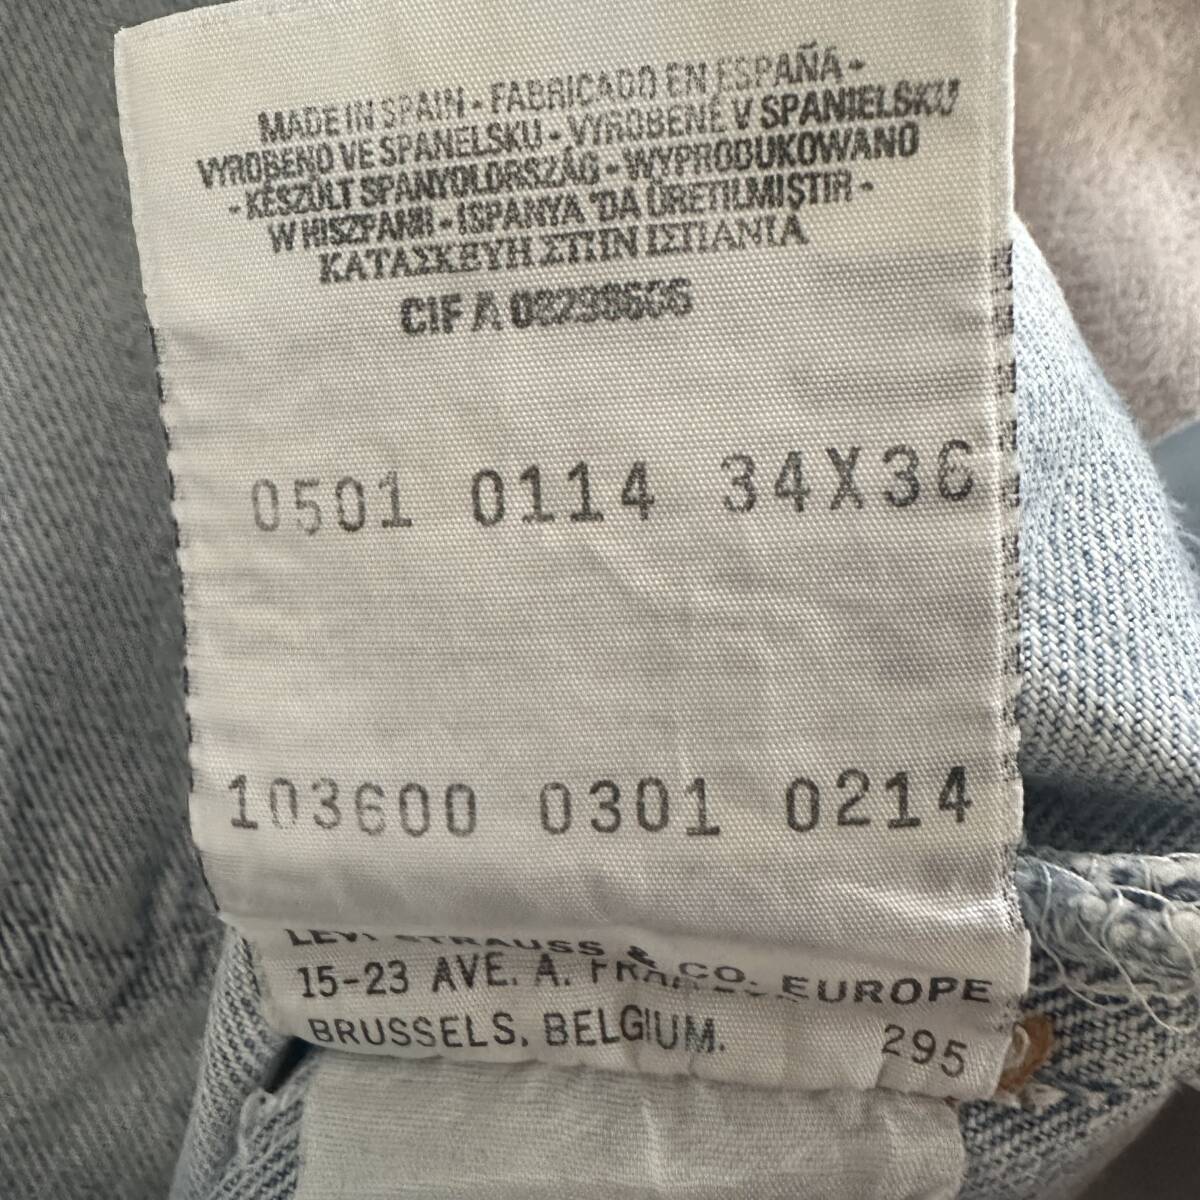 MADE IN SPAIN - FABRICADO EN ESPAÑA -
VYROBENO VE SPANELSKU - VYROBENÉ V SPANIELSKU
- KÉSZÜLT SPANYOLORSZÁG - WYPRODUKOWANO
W HISZPANII - ISPANYA 'DA ÜRETILMIŞTIR -
ΚΑΤΑΣΚΕΥΗ ΣΤΗΝ ΙΣΠΑΝΙΑ
CIF A
0501 0114 34X36
103600 0301 0214
LEVI STRAUSS & CO. EUROPE
15-23 AVE. A.
BRUSSELS, BELGIUM. 295